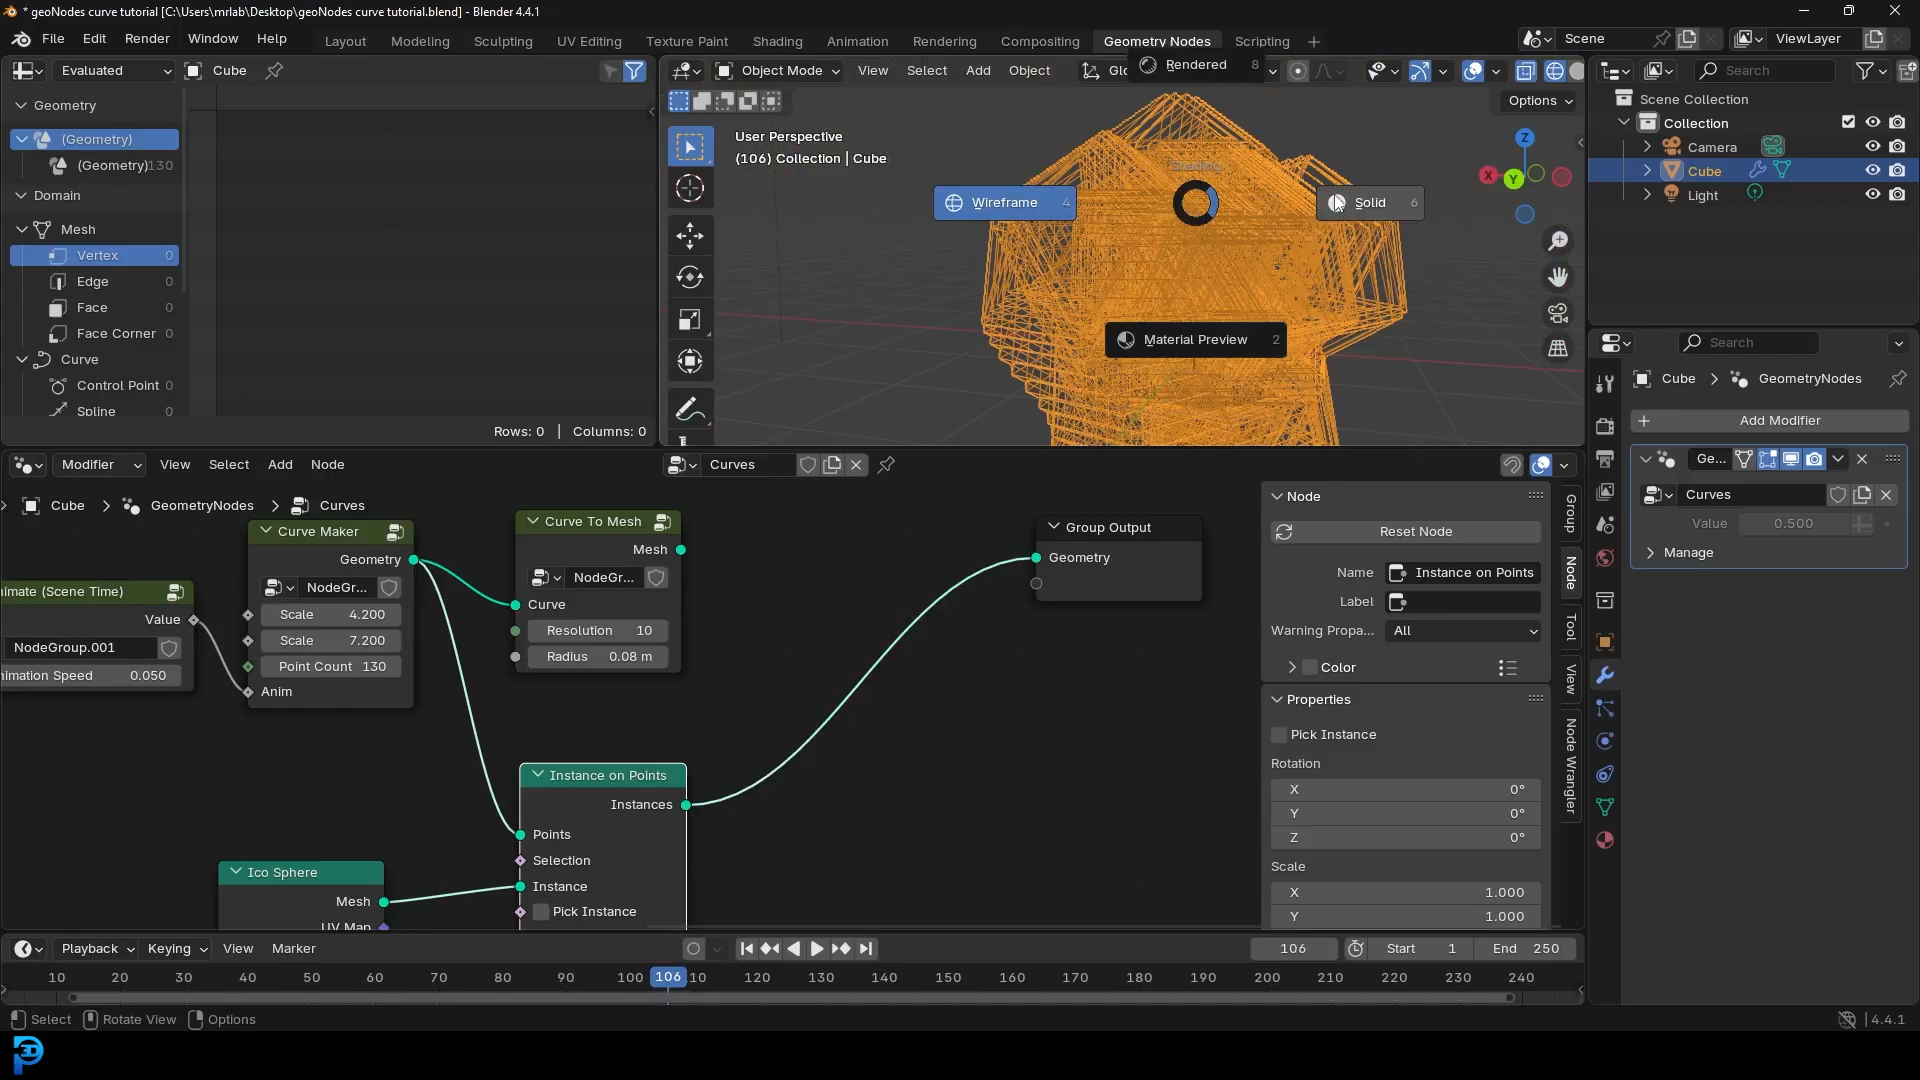 * geoNodes curve tutorial [C:\Users\mrlab\Desktop\geoNodes curve tutorial.blend] - Blender 4.4.1
File Edit Render Window Help
Layout Modeling Sculpting UV Editing Texture Paint Shading Animation Rendering Compositing Geometry Nodes Scripting
Scene
ViewLayer
Evaluated
Cube
Geometry
(Geometry)
(Geometry) 130
Domain
Mesh
Vertex 0
Edge 0
Face 0
Face Corner 0
Curve
Control Point 0
Spline 0
Rows: 0 | Columns: 0
Object Mode View Select Add Object
Glo
Rendered 8
Options
User Perspective
(106) Collection | Cube
Shading
Wireframe 4
Solid 6
Material Preview 2
Z
X
Y
Search
Scene Collection
Collection
Camera
Cube
Light
Search
Cube > GeometryNodes
Add Modifier
Ge...
Curves
Value 0.500
Manage
Modifier View Select Add Node
Curves
Cube > GeometryNodes > Curves
imate (Scene Time)
Value
NodeGroup.001
imation Speed 0.050
Curve Maker
Geometry
NodeGr...
Scale 4.200
Scale 7.200
Point Count 130
Anim
Curve To Mesh
Mesh
NodeGr...
Curve
Resolution 10
Radius 0.08 m
Group Output
Geometry
Instance on Points
Instances
Points
Selection
Instance
Pick Instance
Ico Sphere
Mesh
UV Map
Node
Reset Node
Name Instance on Points
Label
Warning Propa... All
Color
Properties
Pick Instance
Rotation
X 0°
Y 0°
Z 0°
Scale
X 1.000
Y 1.000
Group
Node
Tool
View
Node Wrangler
Playback Keying View Marker
106
Start 1
End 250
10 20 30 40 50 60 70 80 90 100 106 10 120 130 140 150 160 170 180 190 200 210 220 230 240
Select Rotate View Options
4.4.1